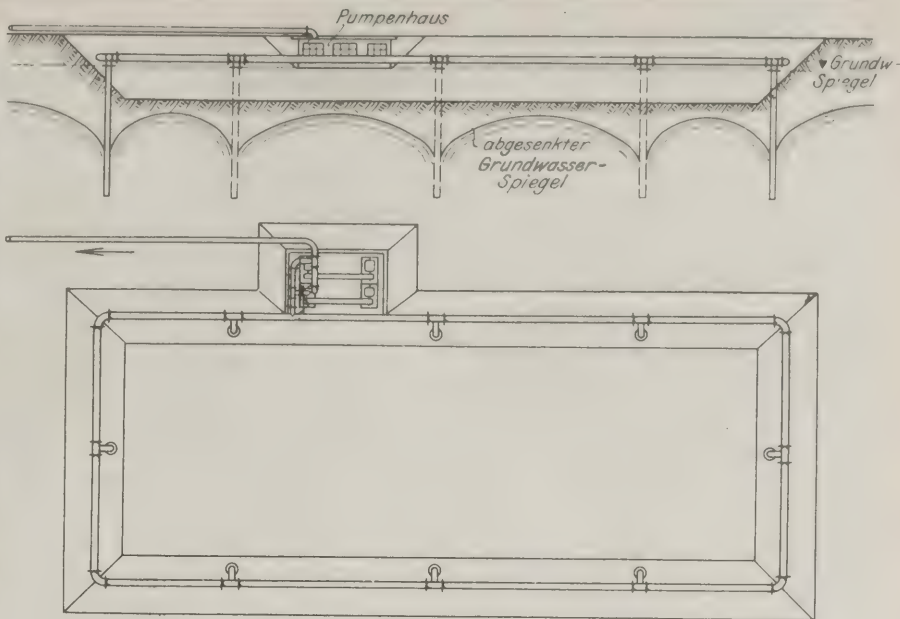 Pumpenhaus
Grundw-
Spiegel
abgesenkter
Grundwasser-
Spiegel